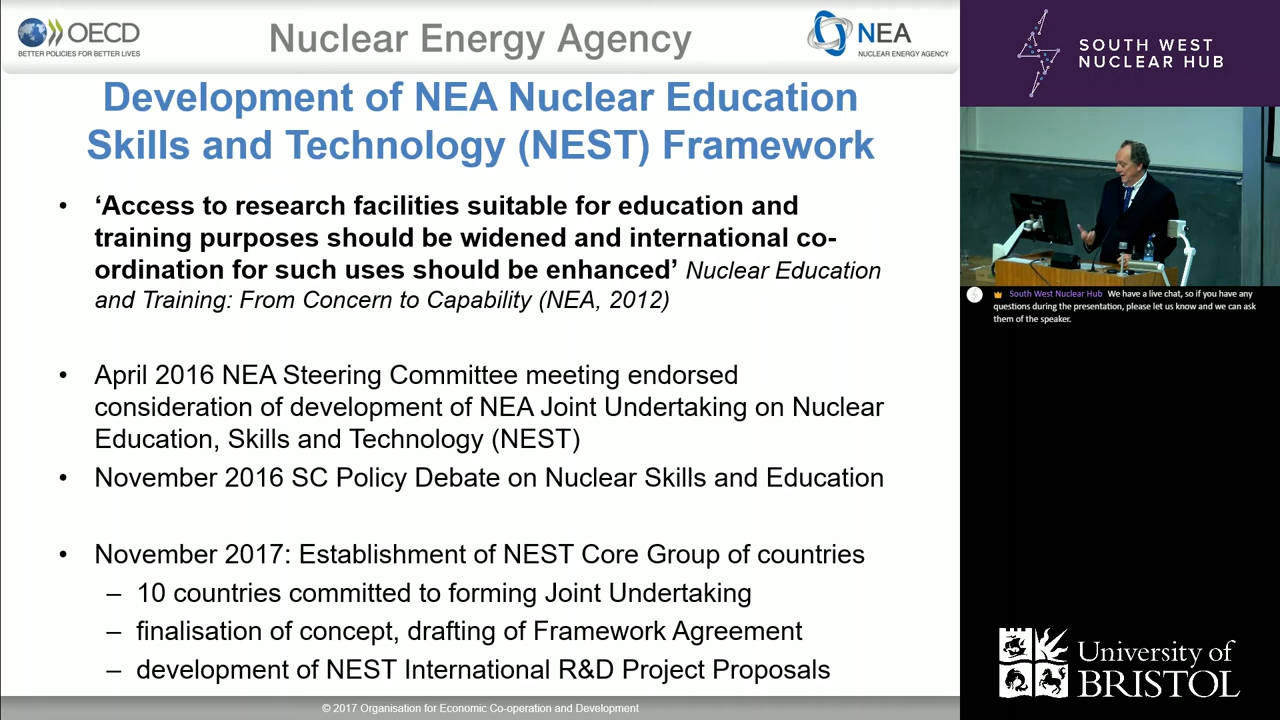 OECD
BETTER POLICIES FOR BETTER LIVES
Nuclear Energy Agency
NEA
NUCLEAR ENERGY AGENCY
Development of NEA Nuclear Education
Skills and Technology (NEST) Framework
• ‘Access to research facilities suitable for education and
training purposes should be widened and international co-
ordination for such uses should be enhanced’ Nuclear Education
and Training: From Concern to Capability (NEA, 2012)
• April 2016 NEA Steering Committee meeting endorsed
consideration of development of NEA Joint Undertaking on Nuclear
Education, Skills and Technology (NEST)
• November 2016 SC Policy Debate on Nuclear Skills and Education
• November 2017: Establishment of NEST Core Group of countries
– 10 countries committed to forming Joint Undertaking
– finalisation of concept, drafting of Framework Agreement
– development of NEST International R&D Project Proposals
© 2017 Organisation for Economic Co-operation and Development
SOUTH WEST
NUCLEAR HUB
South West Nuclear Hub We have a live chat, so if you have any
questions during the presentation, please let us know and we can ask
them of the speaker.
University of
BRISTOL